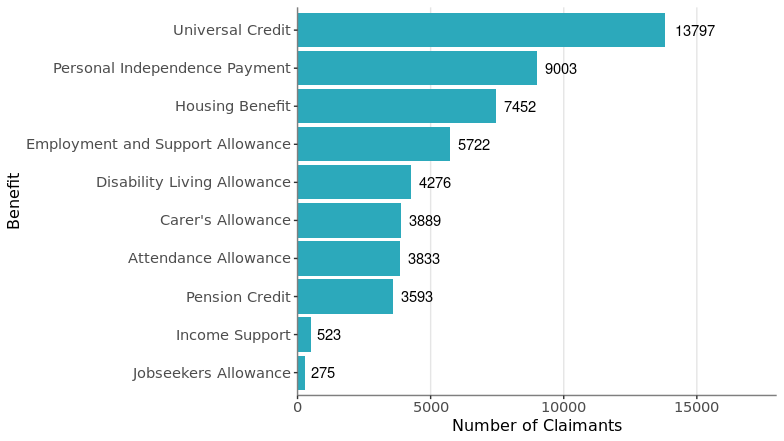 Universal Credit 13797
Personal Independence Payment 9003
Housing Benefit 7452
Employment and Support Allowance 5722
Disability Living Allowance 4276
Carer's Allowance 3889
Attendance Allowance 3833
Pension Credit 3593
Income Support 523
Jobseekers Allowance 275
Benefit
0 5000 10000 15000
Number of Claimants